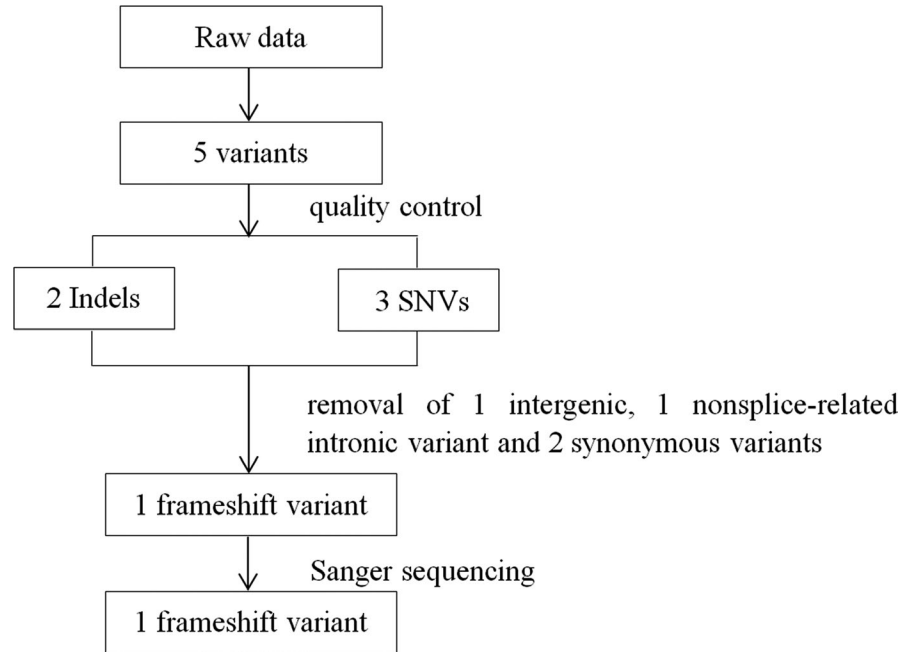 Raw data
5 variants
quality control
2 Indels
3 SNVs
removal of 1 intergenic, 1 nonsplice-related
intronic variant and 2 synonymous variants
1 frameshift variant
Sanger sequencing
1 frameshift variant